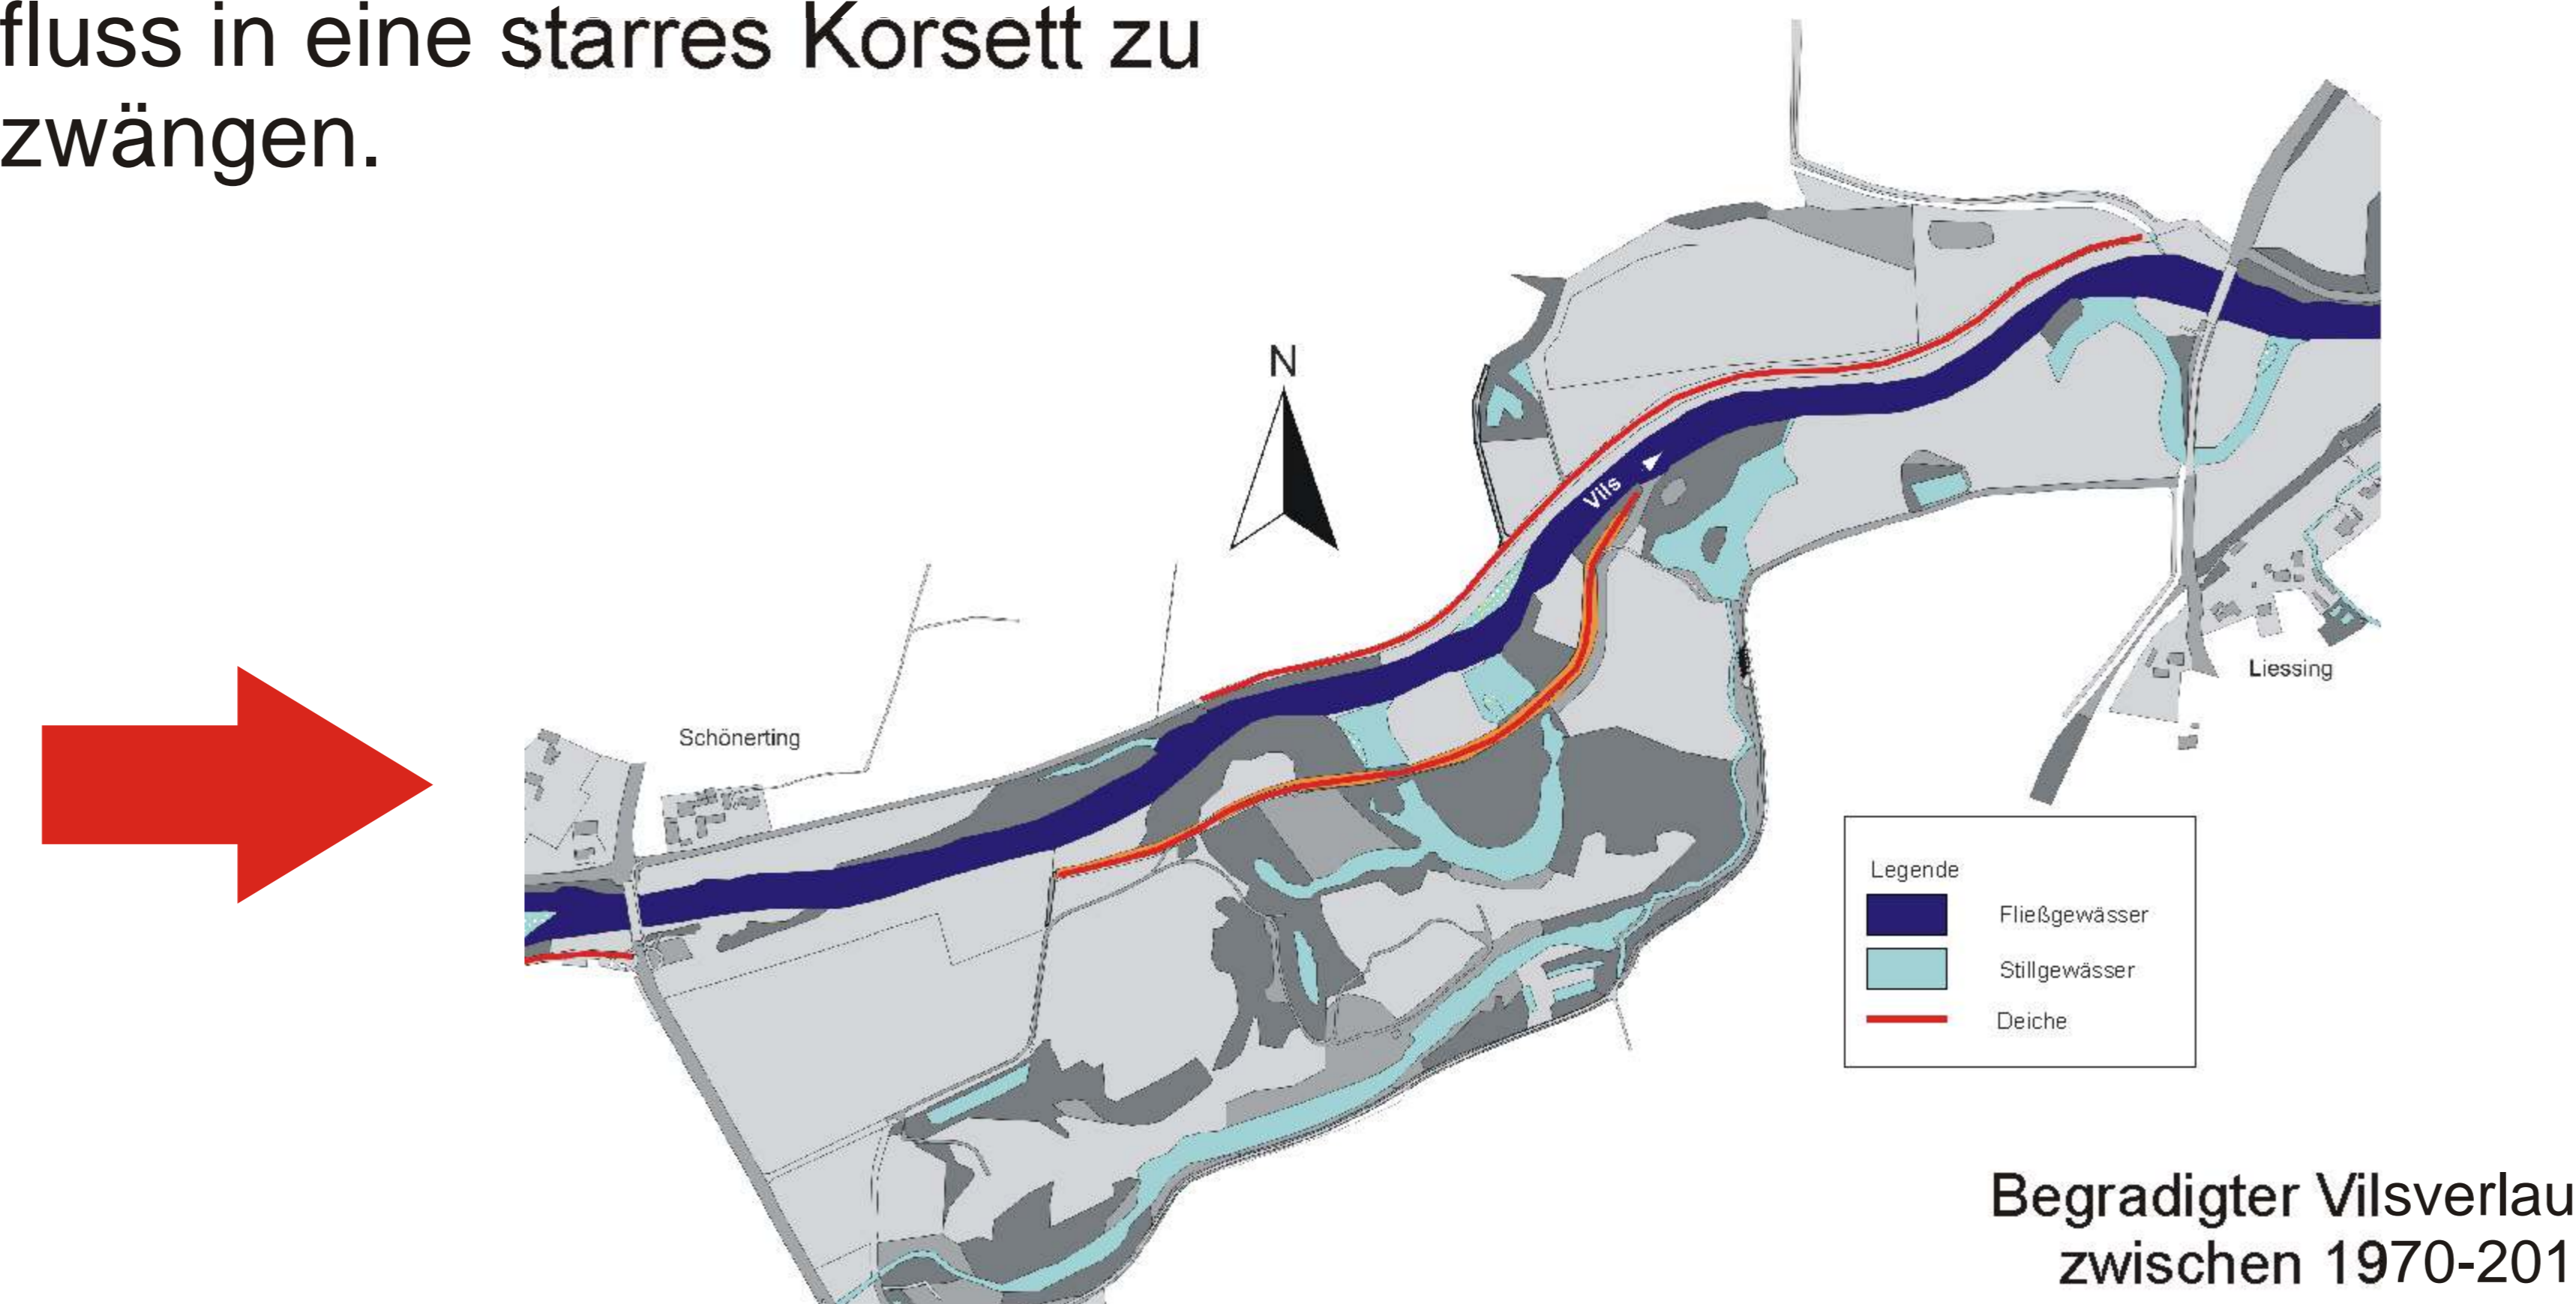 fluss in eine starres Korsett zu
zwängen.
N
Vils
Schönerting
Liessing
Legende
Fließgewässer
Stillgewässer
Deiche
Begradigter Vilsverlau
zwischen 1970-201